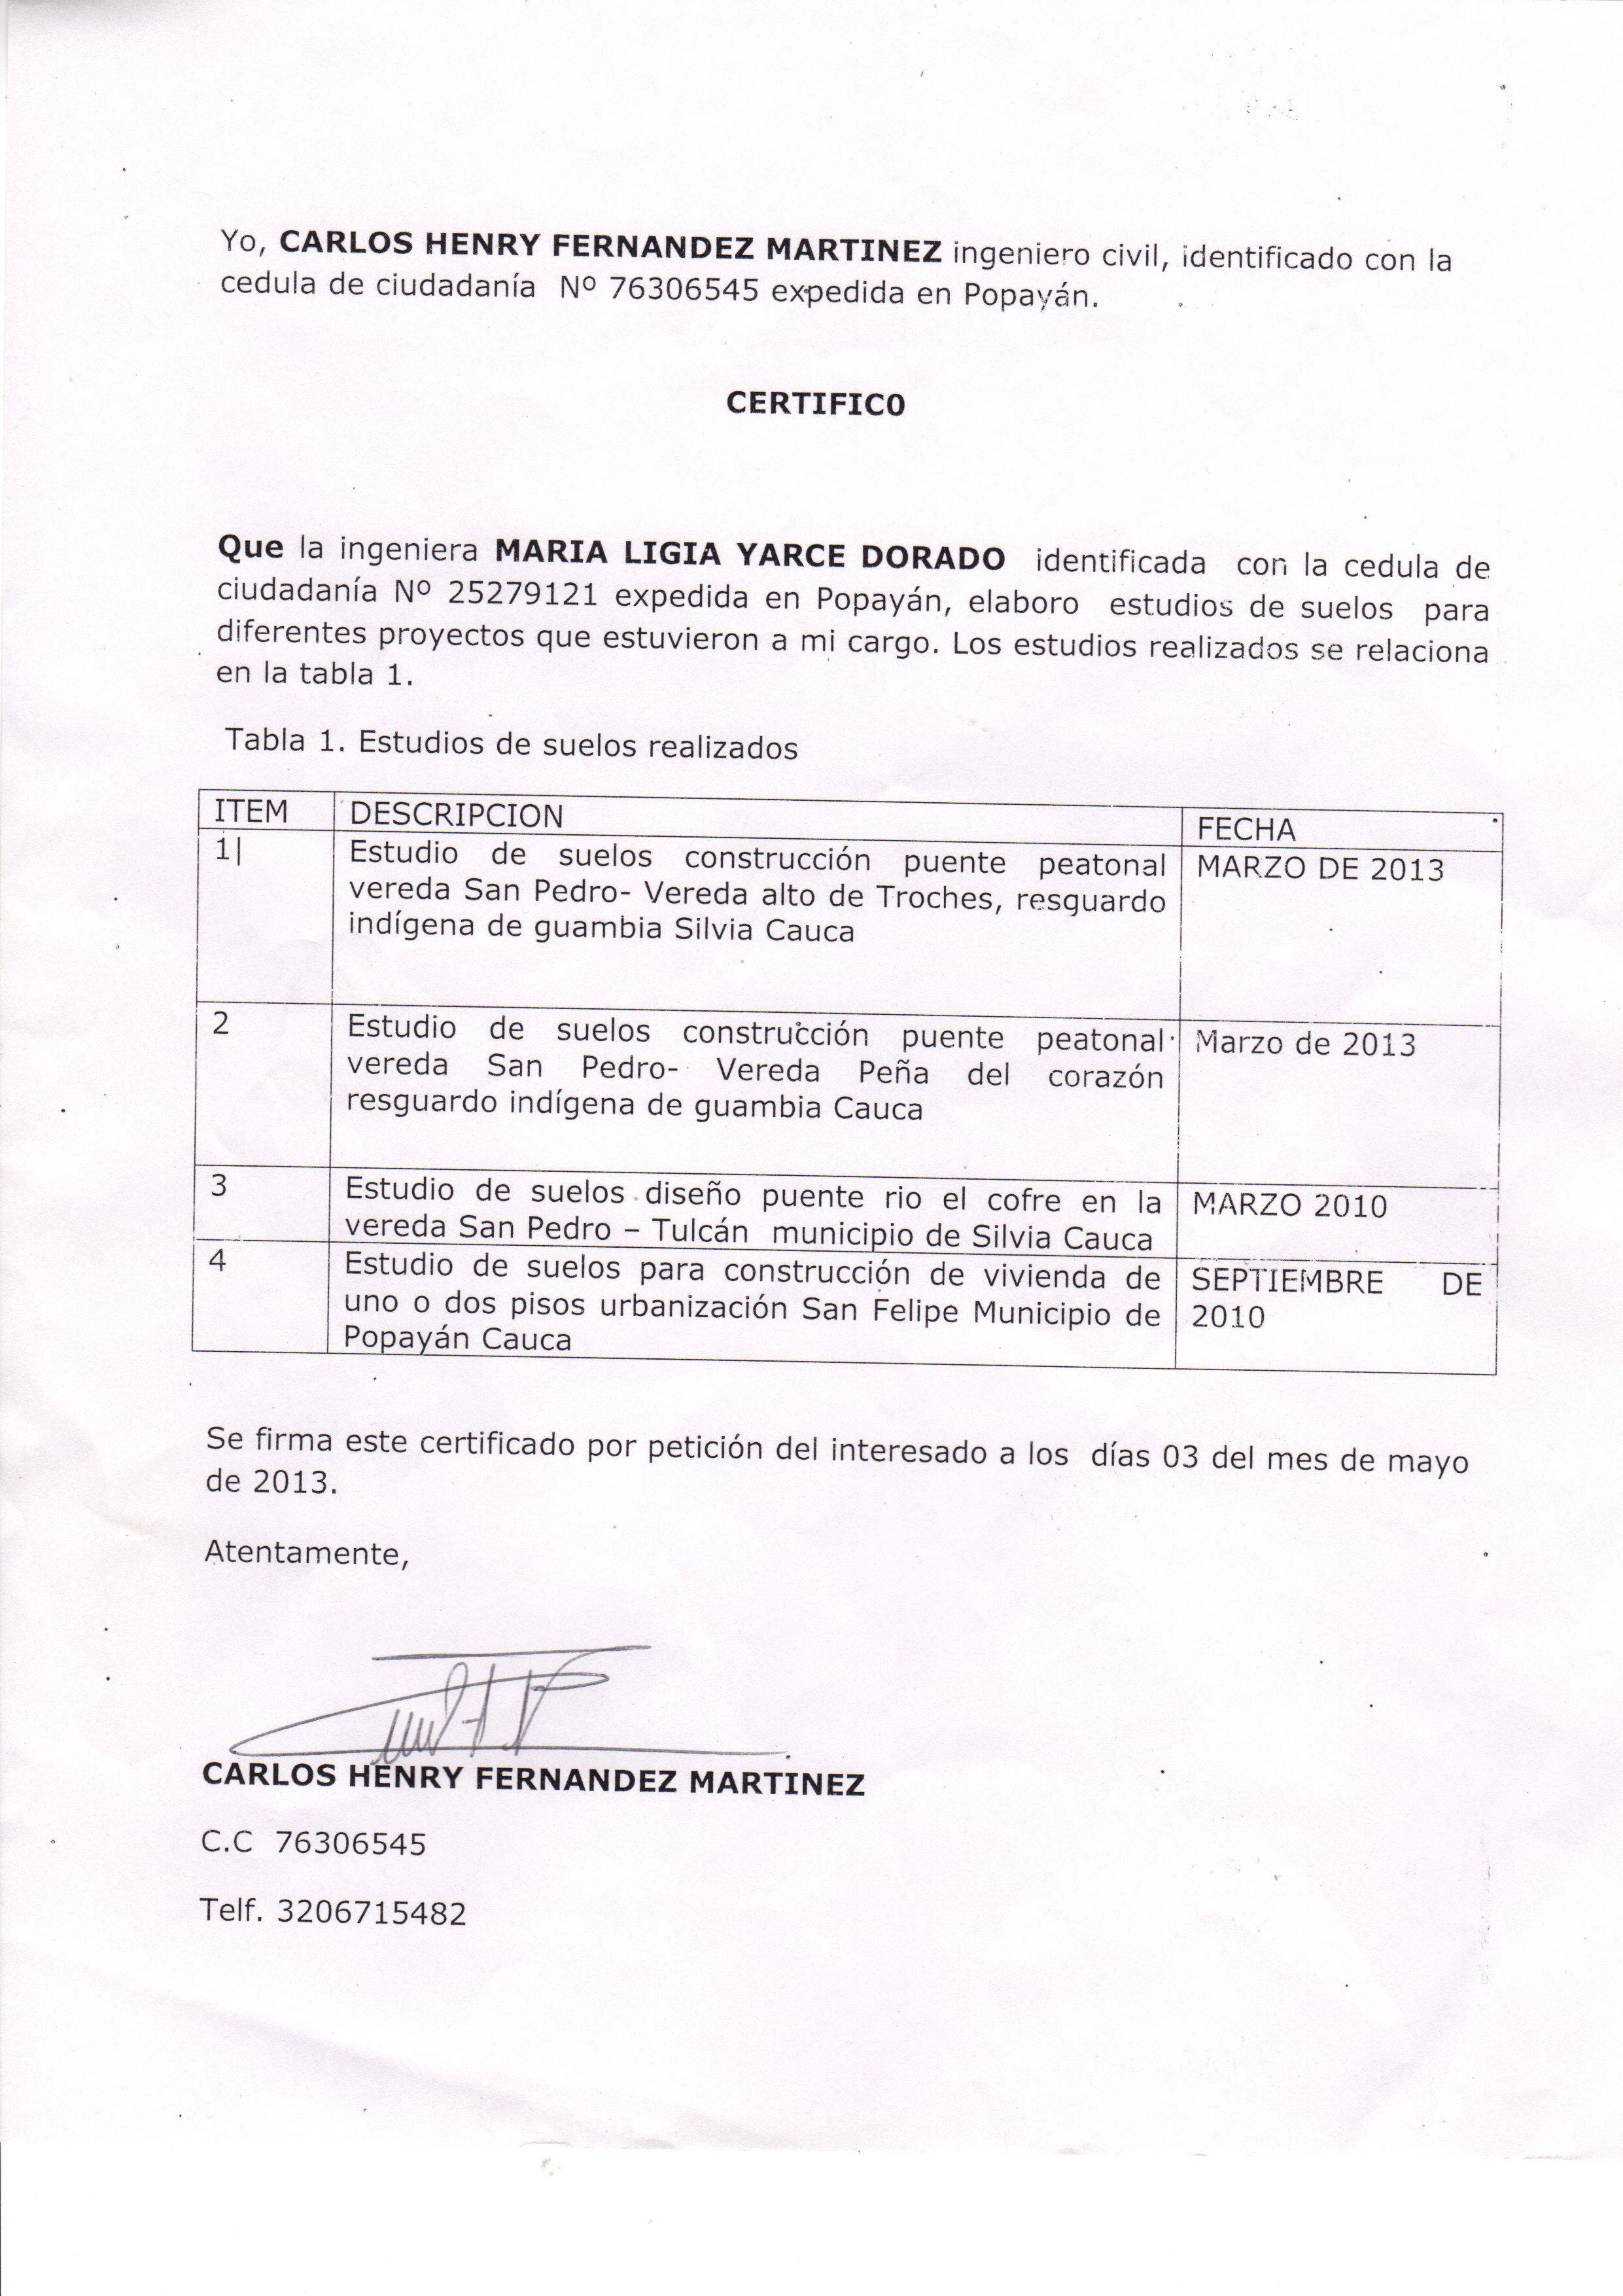 Yo, CARLOS HENRY FERNANDEZ MARTINEZ ingeniero civil, identificado con la
cedula de ciudadanía Nº 76306545 expedida en Popayán.
CERTIFIC0
Que la ingeniera MARIA LIGIA YARCE DORADO identificada con la cedula de
ciudadanía Nº 25279121 expedida en Popayán, elaboro estudios de suelos para
diferentes proyectos que estuvieron a mi cargo. Los estudios realizados se relaciona
en la tabla 1.
Tabla 1. Estudios de suelos realizados
ITEM DESCRIPCION FECHA
1| Estudio de suelos construcción puente peatonal MARZO DE 2013
vereda San Pedro- Vereda alto de Troches, resguardo
indígena de guambia Silvia Cauca
2 Estudio de suelos construcción puente peatonal Marzo de 2013
vereda San Pedro- Vereda Peña del corazón
resguardo indígena de guambia Cauca
3 Estudio de suelos diseño puente rio el cofre en la MARZO 2010
vereda San Pedro – Tulcán municipio de Silvia Cauca
4 Estudio de suelos para construcción de vivienda de SEPTIEMBRE DE
uno o dos pisos urbanización San Felipe Municipio de 2010
Popayán Cauca
Se firma este certificado por petición del interesado a los días 03 del mes de mayo
de 2013.
Atentamente,
CARLOS HENRY FERNANDEZ MARTINEZ
C.C 76306545
Telf. 3206715482